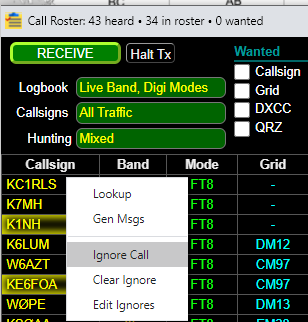 Call Roster: 43 heard • 34 in roster • 0 wanted
RECEIVE Halt Tx Wanted
Callsign
Logbook Live Band, Digi Modes Grid
Callsigns All Traffic DXCC
Hunting Mixed QRZ
Callsign Band Mode Grid
KC1RLS FT8 -
Lookup
K7MH FT8 -
Gen Msgs
K1NH FT8 -
K6LUM FT8 DM12
Ignore Call
W6AZT FT8 CM97
Clear Ignore
KE6FOA FT8 CM97
Edit Ignores
WØPE FT8 DM13